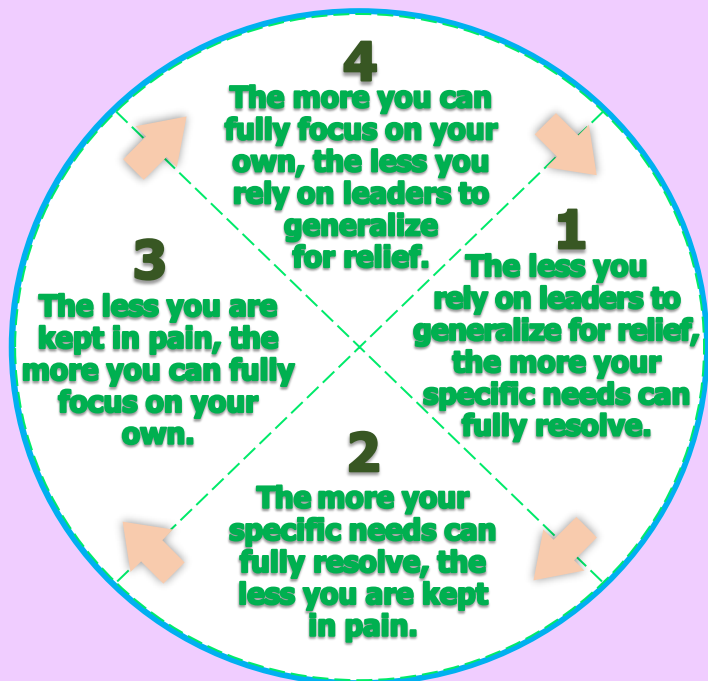 4
The more you can
fully focus on your
own, the less you
rely on leaders to
generalize
for relief.
1
The less you
rely on leaders to
generalize for relief,
the more your
specific needs can
fully resolve.
2
The more your
specific needs can
fully resolve, the
less you are kept
in pain.
3
The less you are
kept in pain, the
more you can fully
focus on your
own.